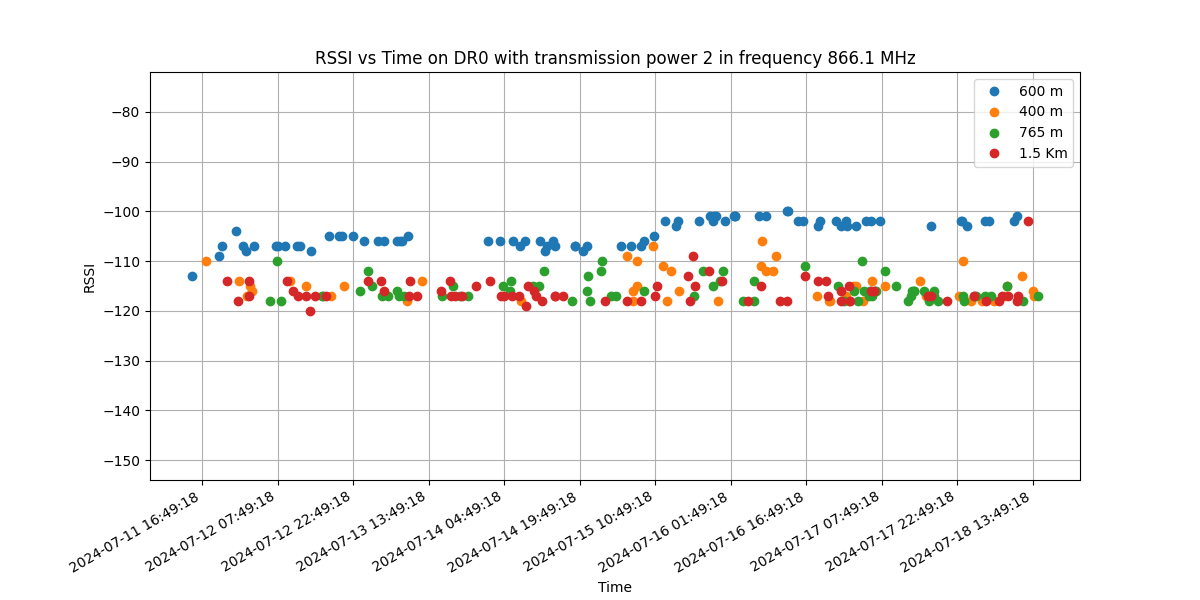 RSSI vs Time on DR0 with transmission power 2 in frequency 866.1 MHz
600 m
400 m
765 m
1.5 Km
RSSI
−80
−90
−100
−110
−120
−130
−140
−150
2024-07-11 16:49:18
2024-07-12 07:49:18
2024-07-12 22:49:18
2024-07-13 13:49:18
2024-07-14 04:49:18
2024-07-14 19:49:18
2024-07-15 10:49:18
2024-07-16 01:49:18
2024-07-16 16:49:18
2024-07-17 07:49:18
2024-07-17 22:49:18
2024-07-18 13:49:18
Time